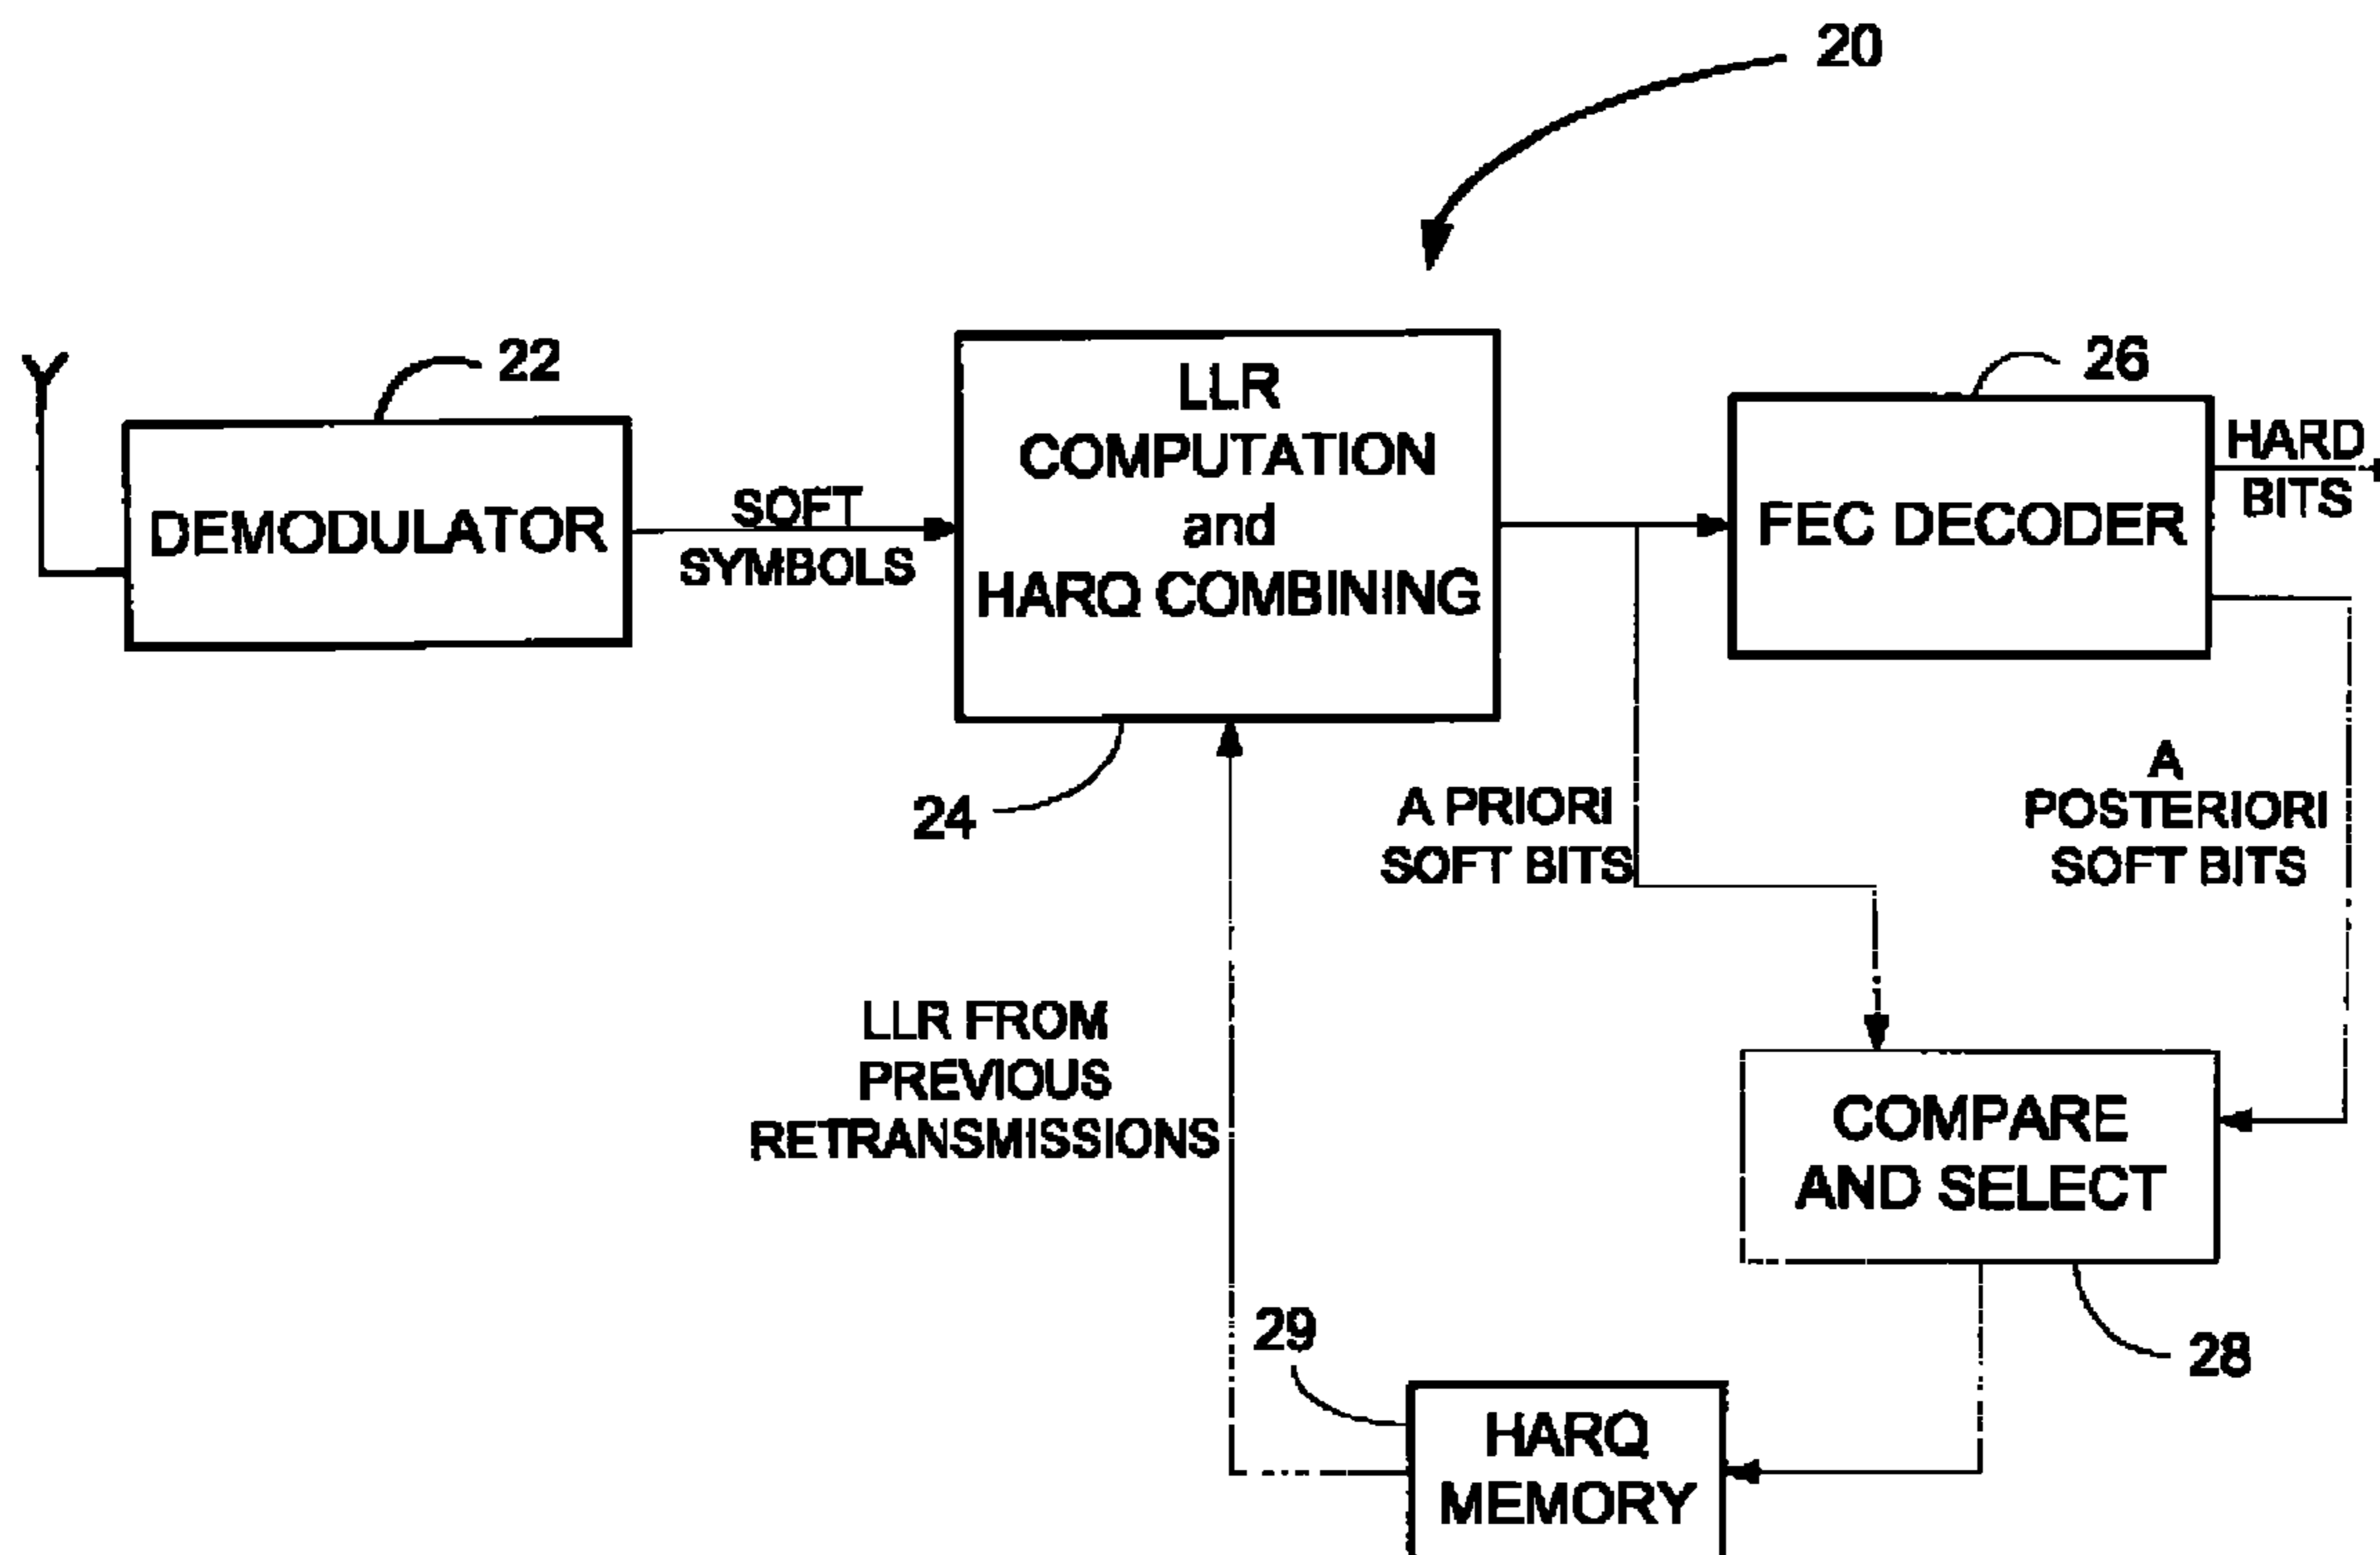 20
22
26
DEMODULATOR
SOFT
SYMBOLS
LLR
COMPUTATION
and
HARQ COMBINING
FEC DECODER
HARD
BITS
24
A PRIORI
SOFT BITS
A
POSTERIORI
SOFT BITS
LLR FROM
PREVIOUS
RETRANSMISSIONS
COMPARE
AND SELECT
28
29
HARQ
MEMORY